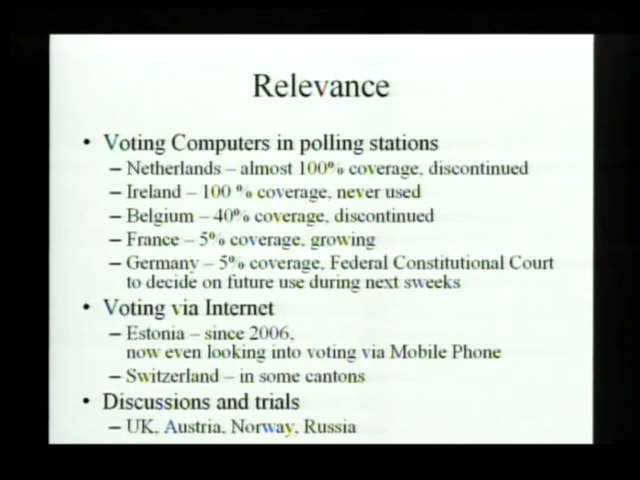 Relevance
• Voting Computers in polling stations
– Netherlands – almost 100% coverage, discontinued
– Ireland – 100 % coverage, never used
– Belgium – 40% coverage, discontinued
– France – 5% coverage, growing
– Germany – 5% coverage, Federal Constitutional Court
to decide on future use during next sweeks
• Voting via Internet
– Estonia – since 2006,
now even looking into voting via Mobile Phone
– Switzerland – in some cantons
• Discussions and trials
– UK, Austria, Norway, Russia